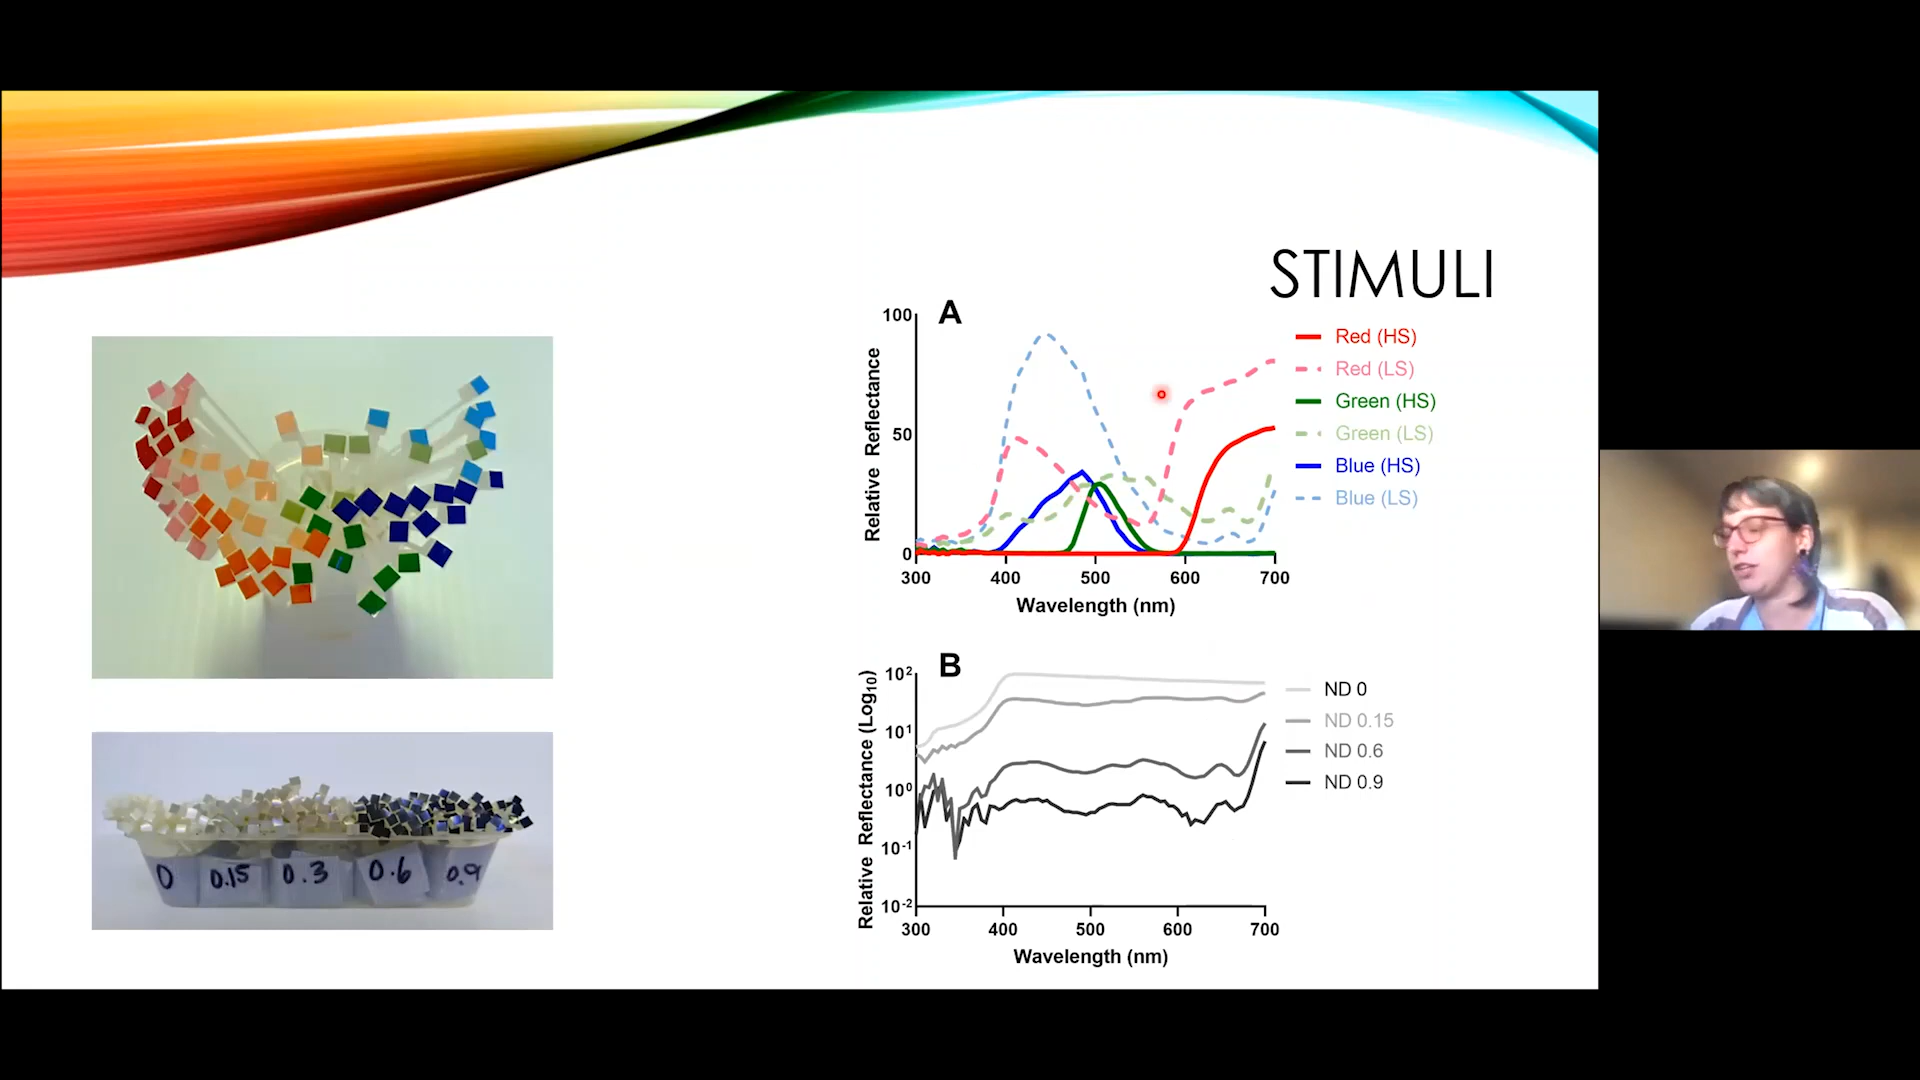 STIMULI
A
100
50
0
Relative Reflectance
300 400 500 600 700
Wavelength (nm)
Red (HS)
Red (LS)
Green (HS)
Green (LS)
Blue (HS)
Blue (LS)
B
10²
10¹
10⁰
10⁻¹
10⁻²
Relative Reflectance (Log₁₀)
300 400 500 600 700
Wavelength (nm)
ND 0
ND 0.15
ND 0.6
ND 0.9
0 0.15 0.3 0.6 0.9